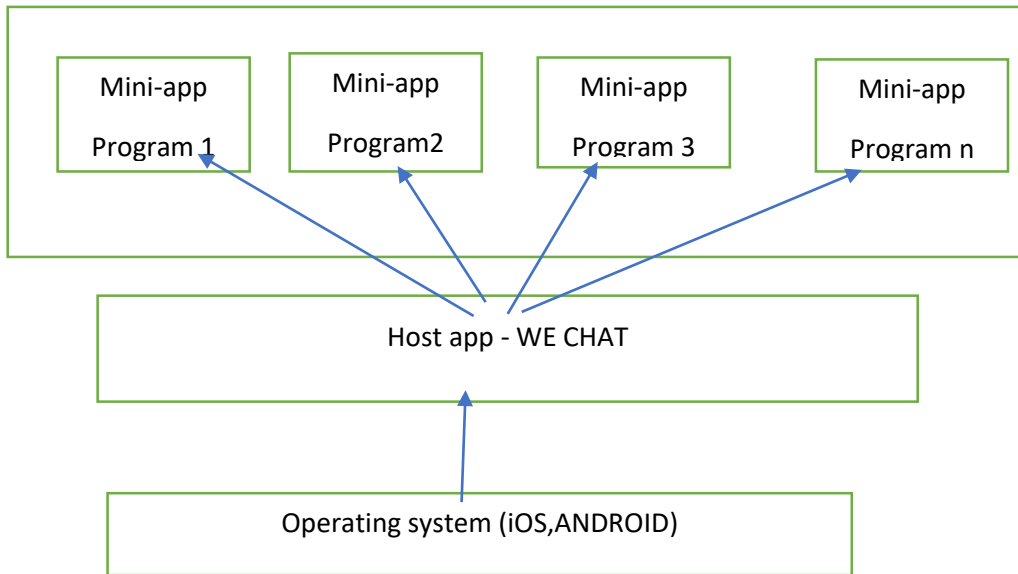 Mini-app
Program 1
Mini-app
Program2
Mini-app
Program 3
Mini-app
Program n
Host app - WE CHAT
Operating system (iOS,ANDROID)